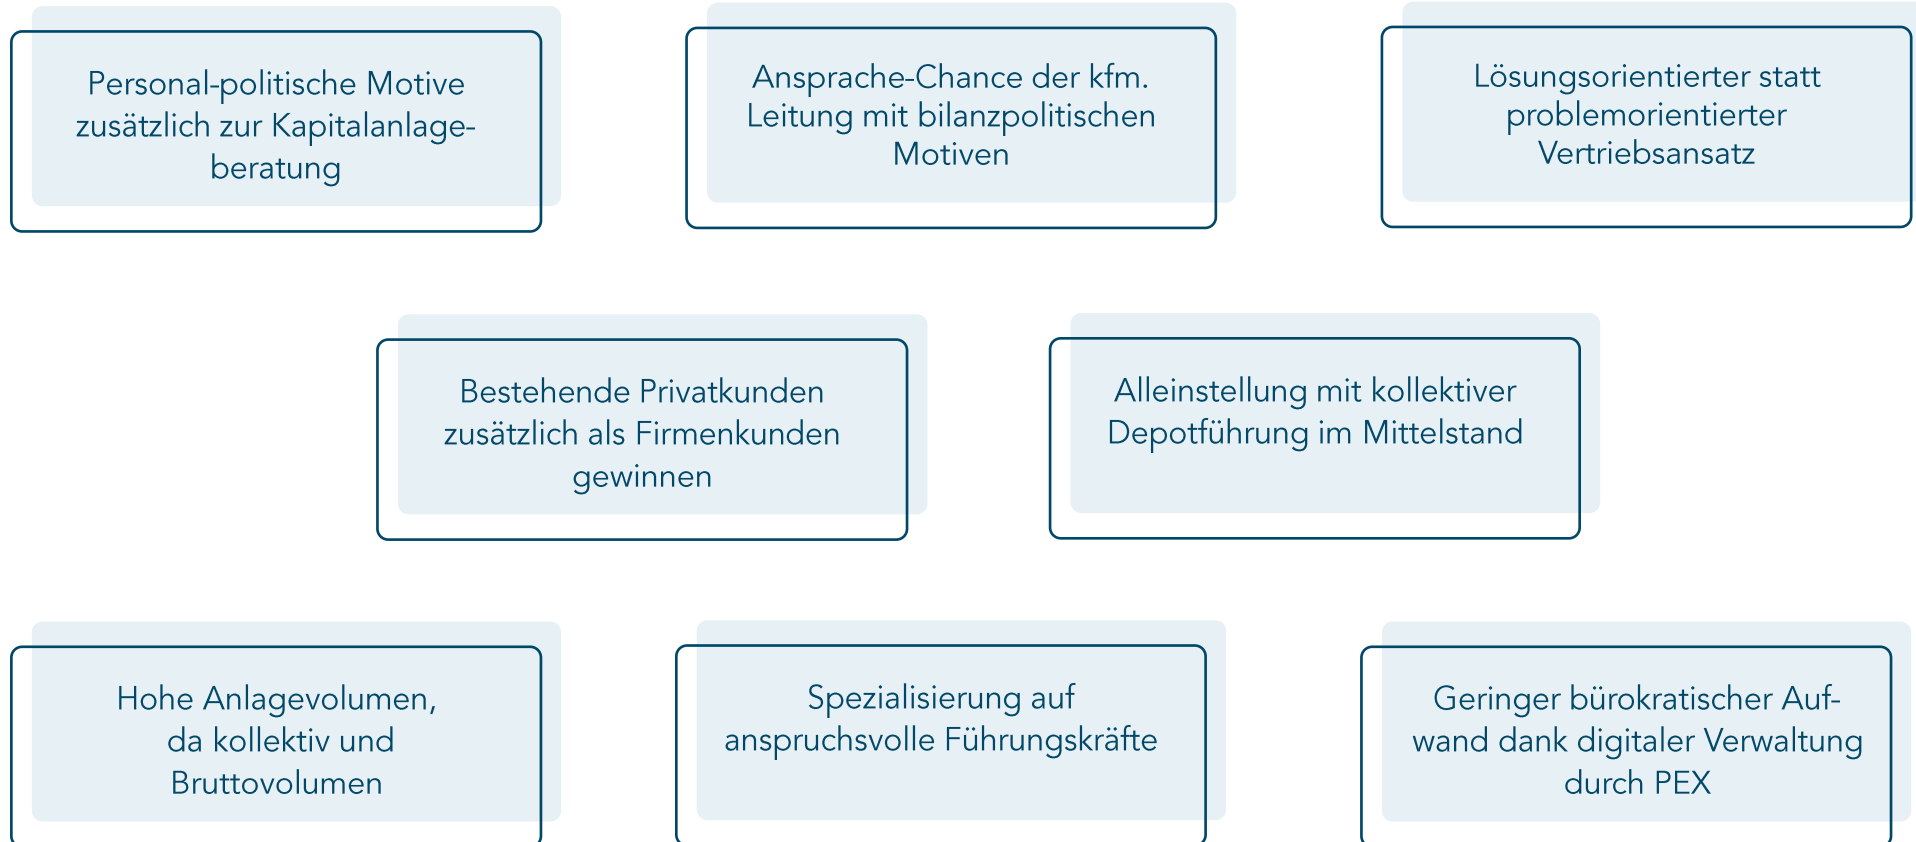 Personal-politische Motive
zusätzlich zur Kapitalanlage-
beratung
Ansprache-Chance der kfm.
Leitung mit bilanzpolitischen
Motiven
Lösungsorientierter statt
problemorientierter
Vertriebsansatz
Bestehende Privatkunden
zusätzlich als Firmenkunden
gewinnen
Alleinstellung mit kollektiver
Depotführung im Mittelstand
Hohe Anlagevolumen,
da kollektiv und
Bruttovolumen
Spezialisierung auf
anspruchsvolle Führungskräfte
Geringer bürokratischer Auf-
wand dank digitaler Verwaltung
durch PEX